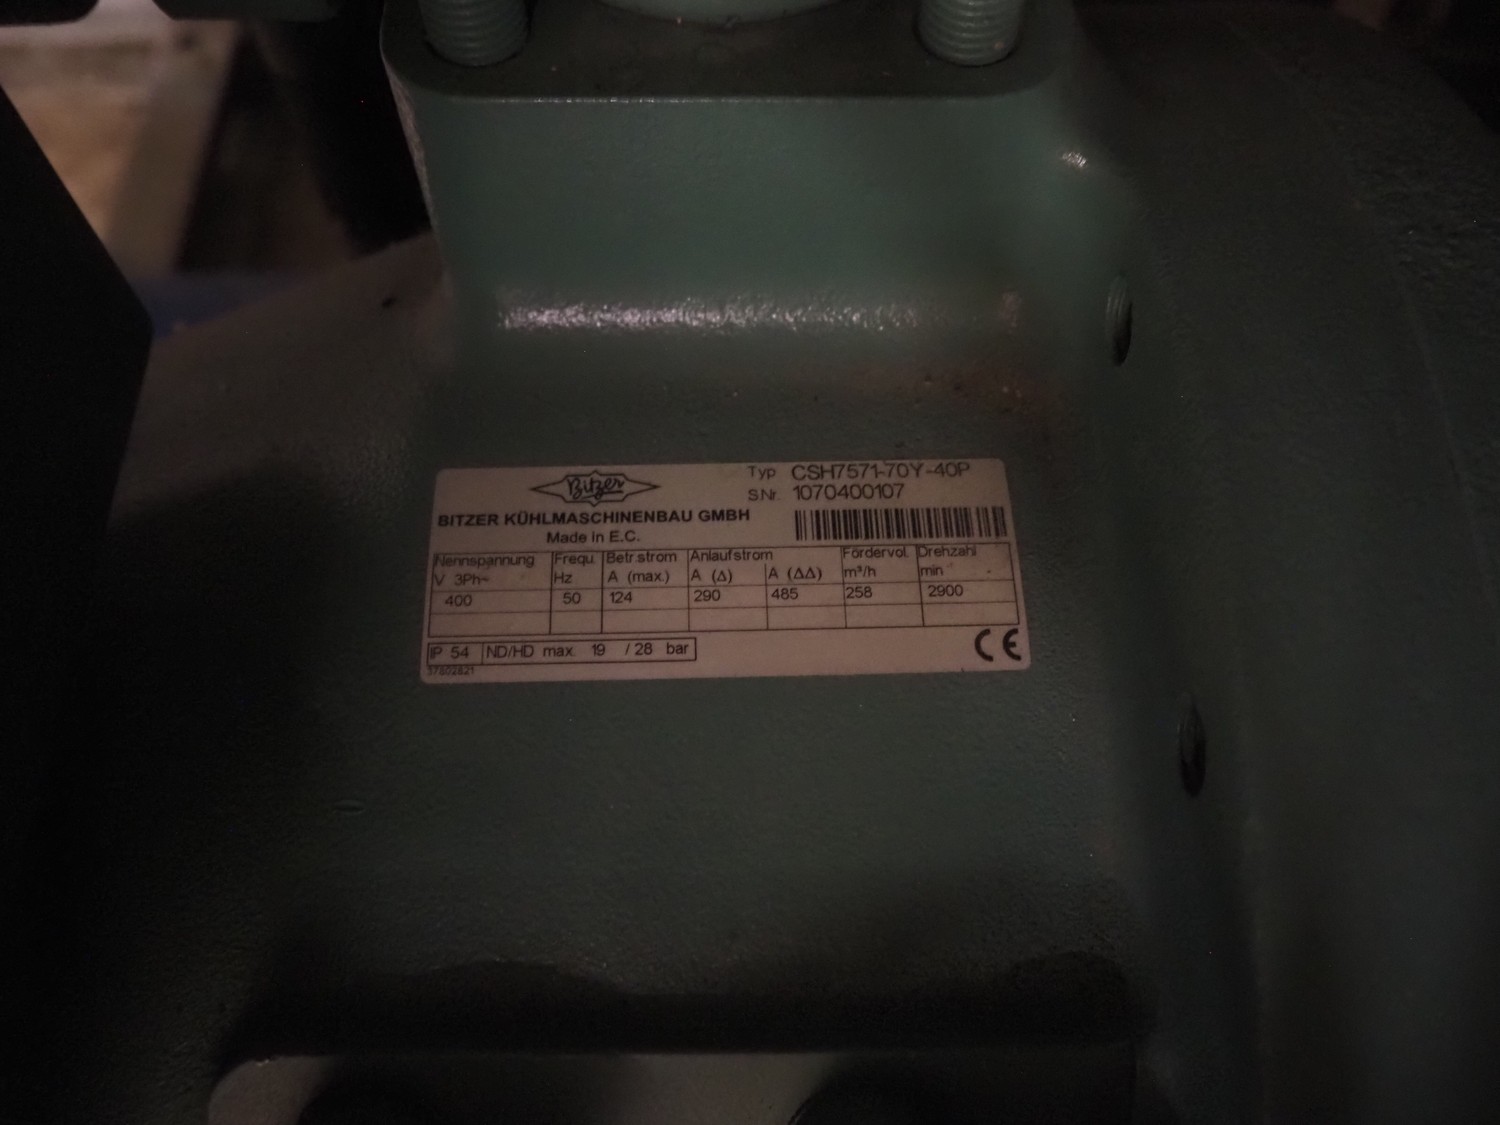 Bitzer
Typ CSH7571-70Y-40P
S.Nr. 1070400107
BITZER KÜHLMASCHINENBAU GMBH
Made in E.C.
Nennspannung Frequ. Betr.strom Anlaufstrom Fördervol. Drehzahl
V 3Ph~ Hz A (max.) A (Δ) A (ΔΔ) m³/h min
400 50 124 290 485 258 2900
IP 54 ND/HD max. 19 / 28 bar
CE
37602821